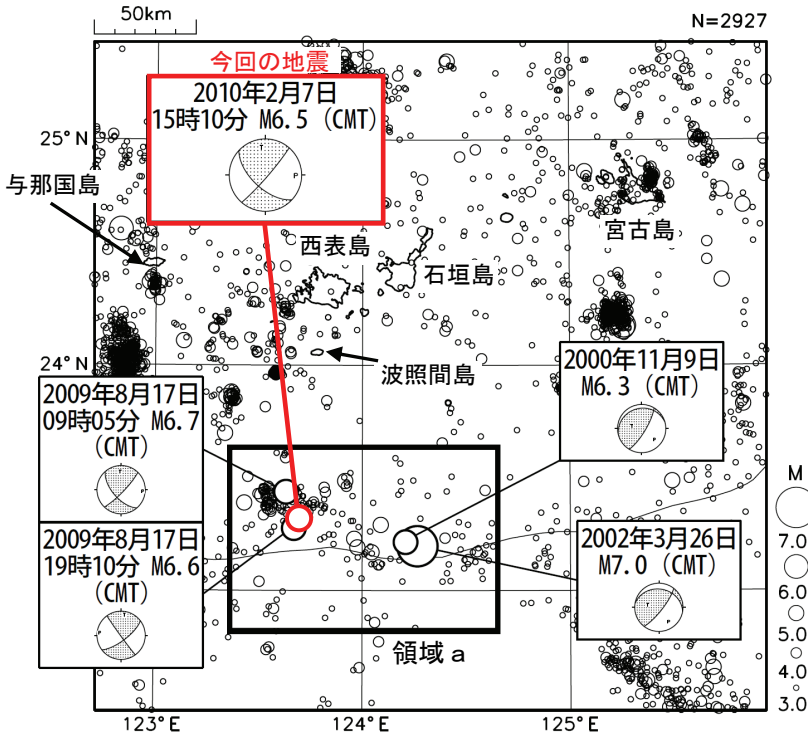 50km
N=2927
今回の地震
2010年2月7日
15時10分 M6.5 (CMT)
T
P
25°N
与那国島
西表島
石垣島
宮古島
24°N
波照間島
2009年8月17日
09時05分 M6.7
(CMT)
T
P
2000年11月9日
M6.3 (CMT)
T
P
2009年8月17日
19時10分 M6.6
(CMT)
T
P
2002年3月26日
M7.0 (CMT)
T
P
領域a
M
7.0
6.0
5.0
4.0
3.0
123°E
124°E
125°E